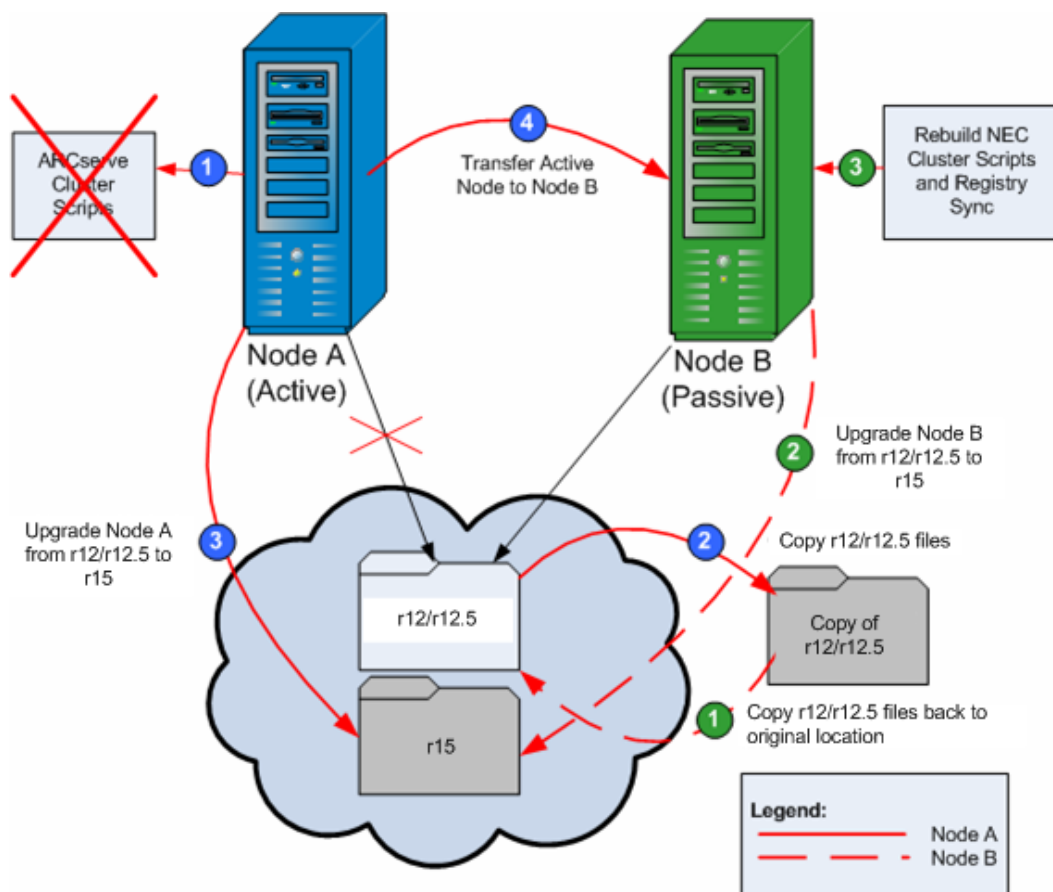 ARCserve
Cluster
Scripts
1
4
Transfer Active
Node to Node B
3
Rebuild NEC
Cluster Scripts
and Registry
Sync
Node A
(Active)
Node B
(Passive)
2
Upgrade Node B
from r12/r12.5 to
r15
Upgrade Node A
from r12/r12.5 to
r15
3
2
Copy r12/r12.5 files
r12/r12.5
Copy of
r12/r12.5
1
Copy r12/r12.5 files back to
original location
r15
Legend:
Node A
Node B